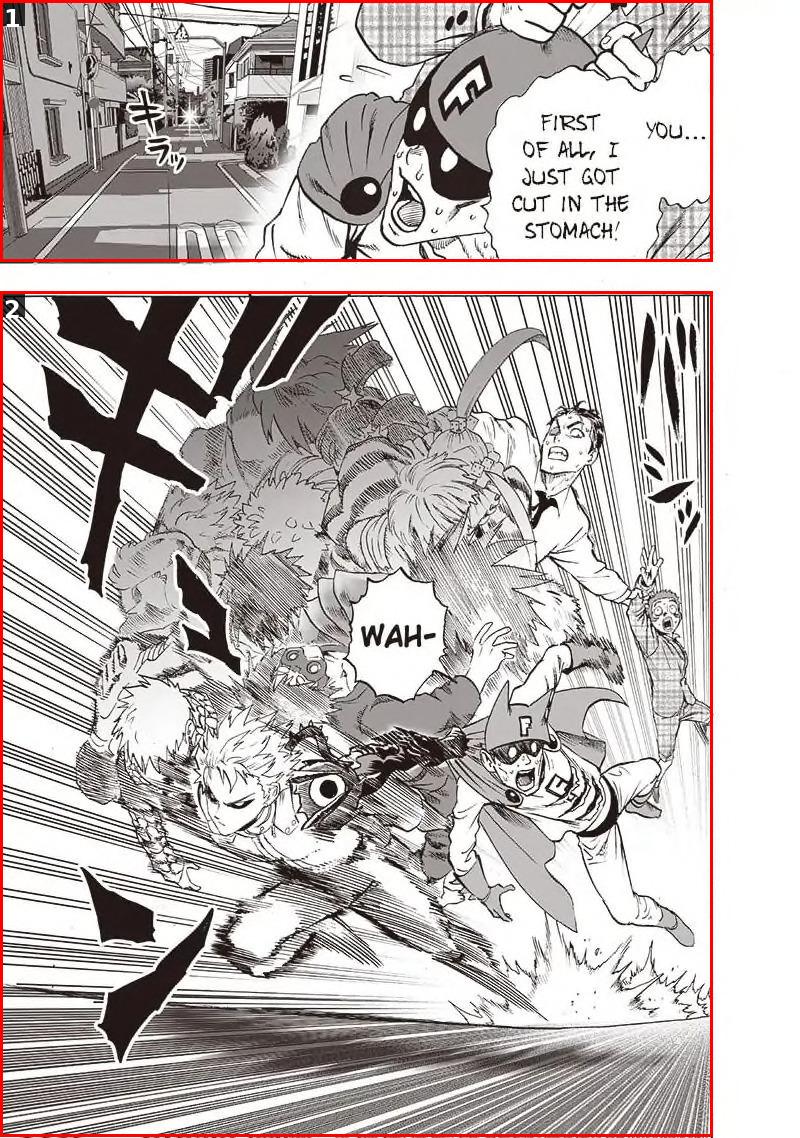 1
キラッ
YOU...
FIRST
OF ALL, I
JUST GOT
CUT IN THE
STOMACH!
F
2
WAH-
F